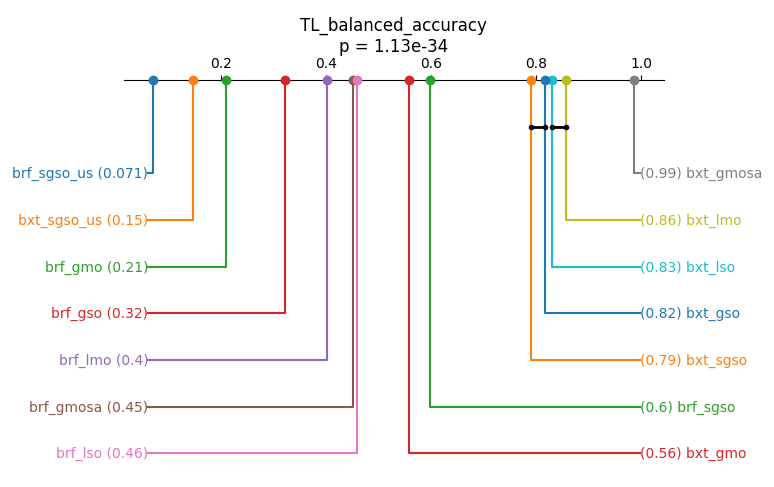 TL_balanced_accuracy
p = 1.13e-34
0.2 0.4 0.6 0.8 1.0
brf_sgso_us (0.071) (0.99) bxt_gmosa
bxt_sgso_us (0.15) (0.86) bxt_lmo
brf_gmo (0.21) (0.83) bxt_lso
brf_gso (0.32) (0.82) bxt_gso
brf_lmo (0.4) (0.79) bxt_sgso
brf_gmosa (0.45) (0.6) brf_sgso
brf_lso (0.46) (0.56) bxt_gmo